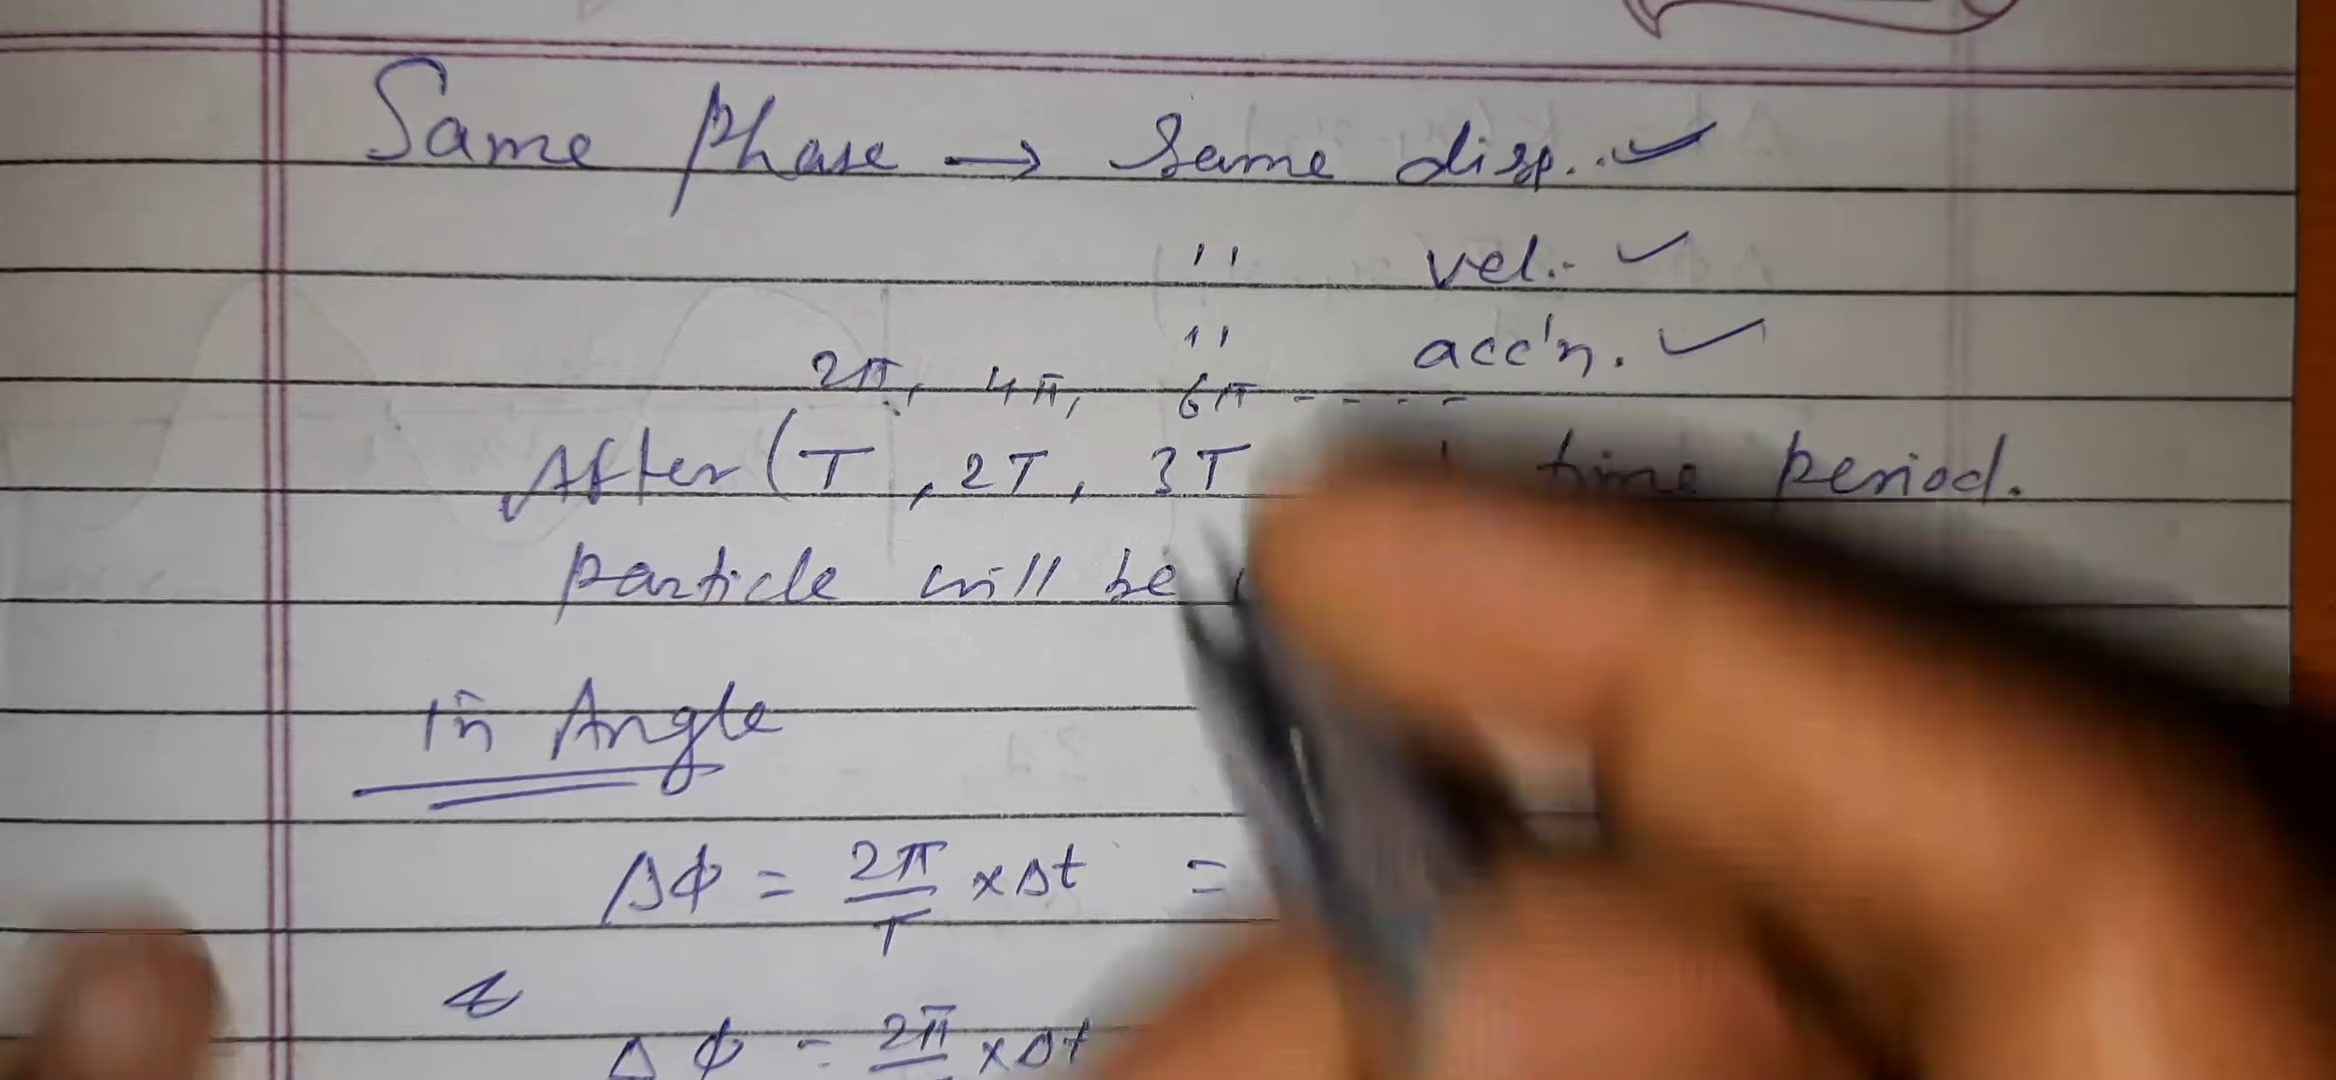 Same Phase → Same disp. ✓
" vel. ✓
" acc'n. ✓
2π, 4π, 6π - - - -
After (T, 2T, 3T time period.
particle will be
in Angle
Δφ = 2π/T × Δt =
&
Δφ = 2π × Δt